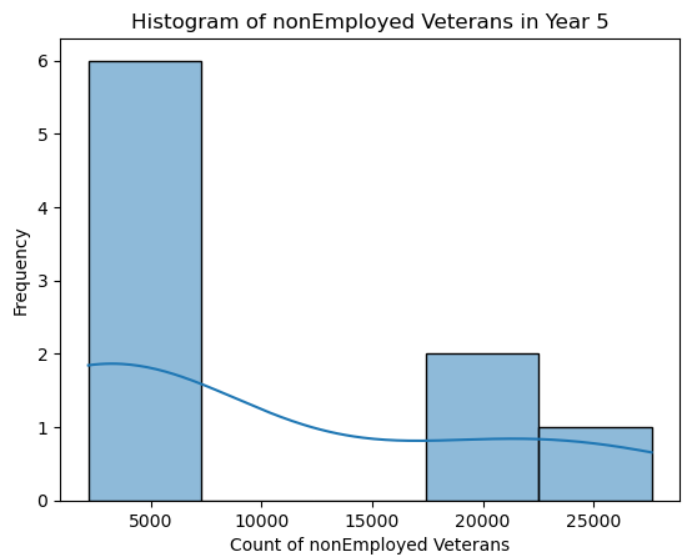 Histogram of nonEmployed Veterans in Year 5
Frequency
6
5
4
3
2
1
0
5000 10000 15000 20000 25000
Count of nonEmployed Veterans